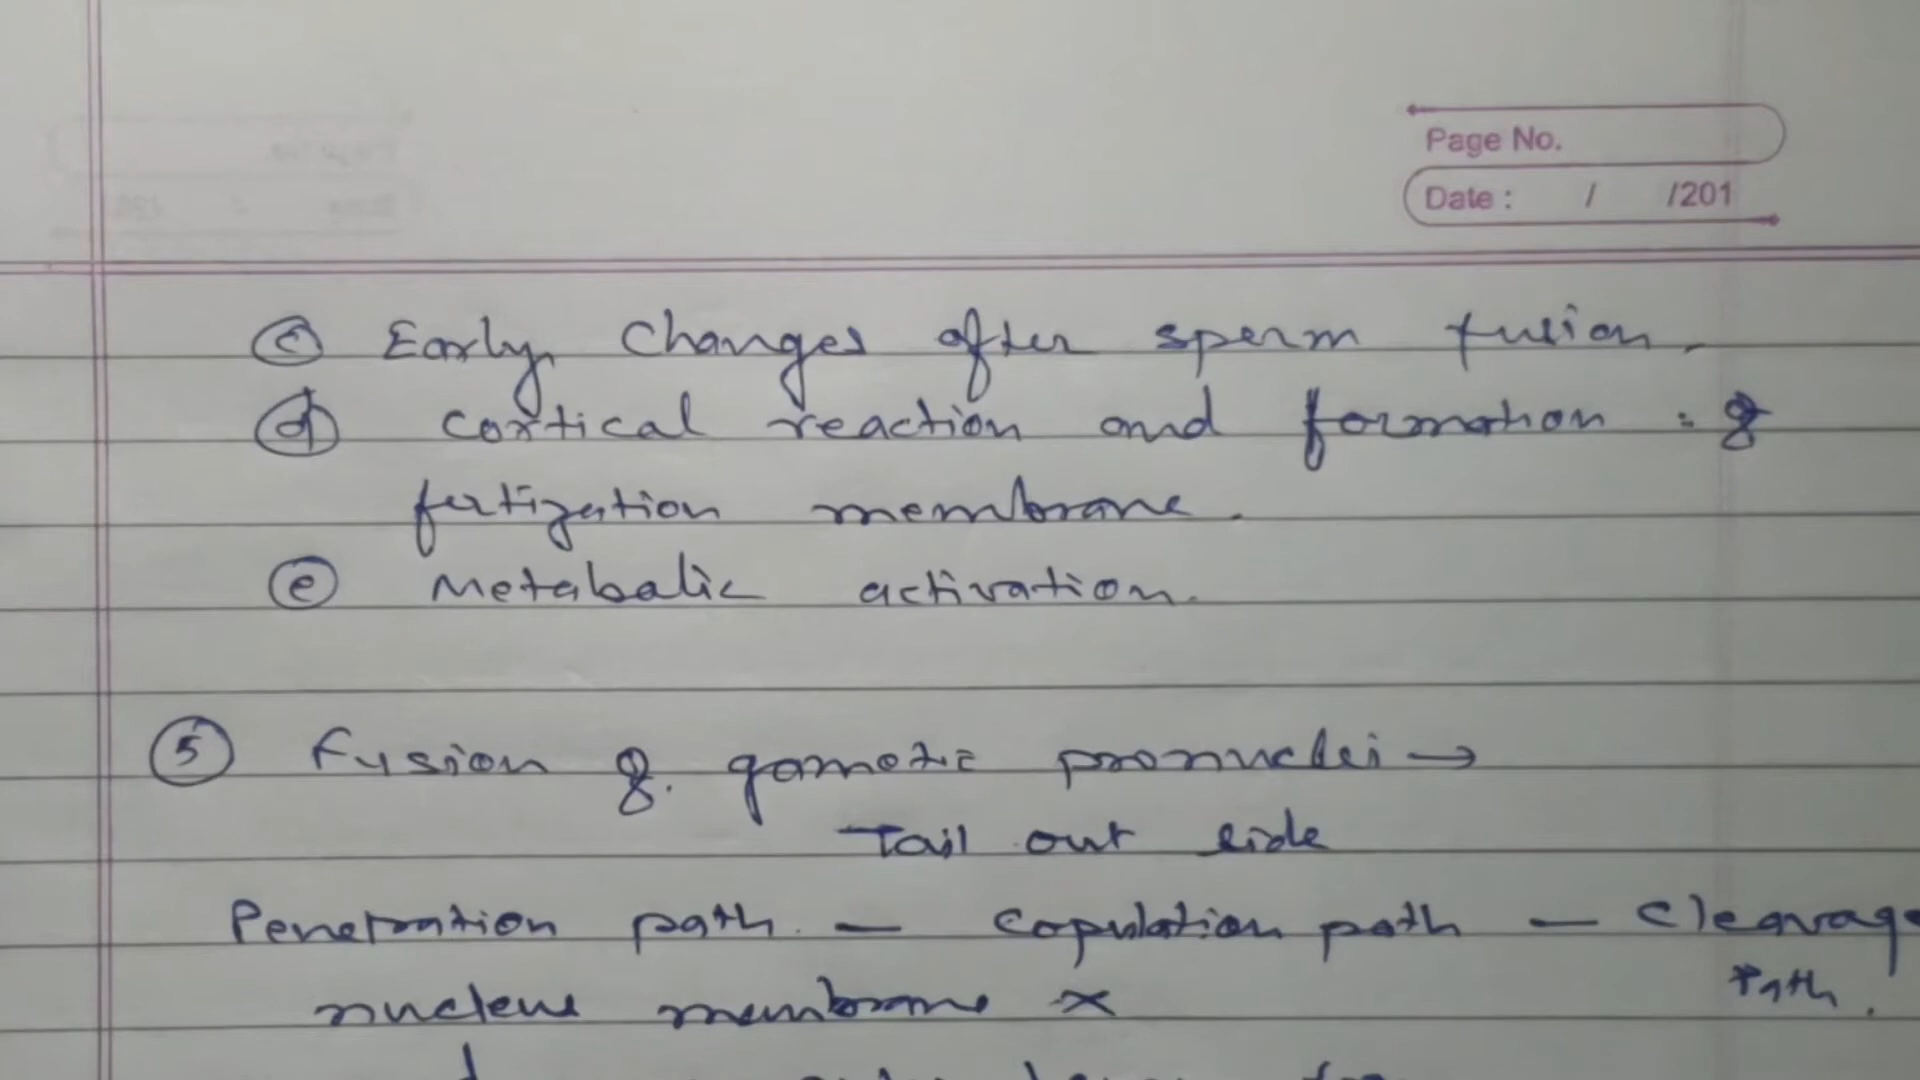 Page No.
Date : / /201
(c) Early changes after sperm fusion.
(d) Cortical reaction and formation of
fertization membrane.
(e) Metabalic activation.
(5) Fusion of gametic pronuclei →
Tail out side
Penetration path. — Copulation path — Cleavage
Path.
nucleus membrane ×